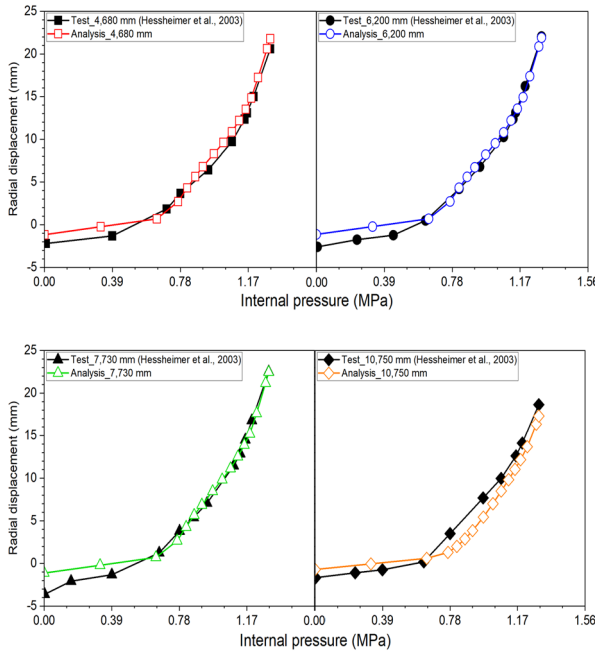 Test_4,680 mm (Hessheimer et al., 2003)
Analysis_4,680 mm
Test_6,200 mm (Hessheimer et al., 2003)
Analysis_6,200 mm
25
20
15
10
5
0
-5
Radial displacement (mm)
0.00 0.39 0.78 1.17 0.00 0.39 0.78 1.17 1.56
Internal pressure (MPa)
Test_7,730 mm (Hessheimer et al., 2003)
Analysis_7,730 mm
Test_10,750 mm (Hessheimer et al., 2003)
Analysis_10,750 mm
25
20
15
10
5
0
-5
Radial displacement (mm)
0.00 0.39 0.78 1.17 0.00 0.39 0.78 1.17 1.56
Internal pressure (MPa)